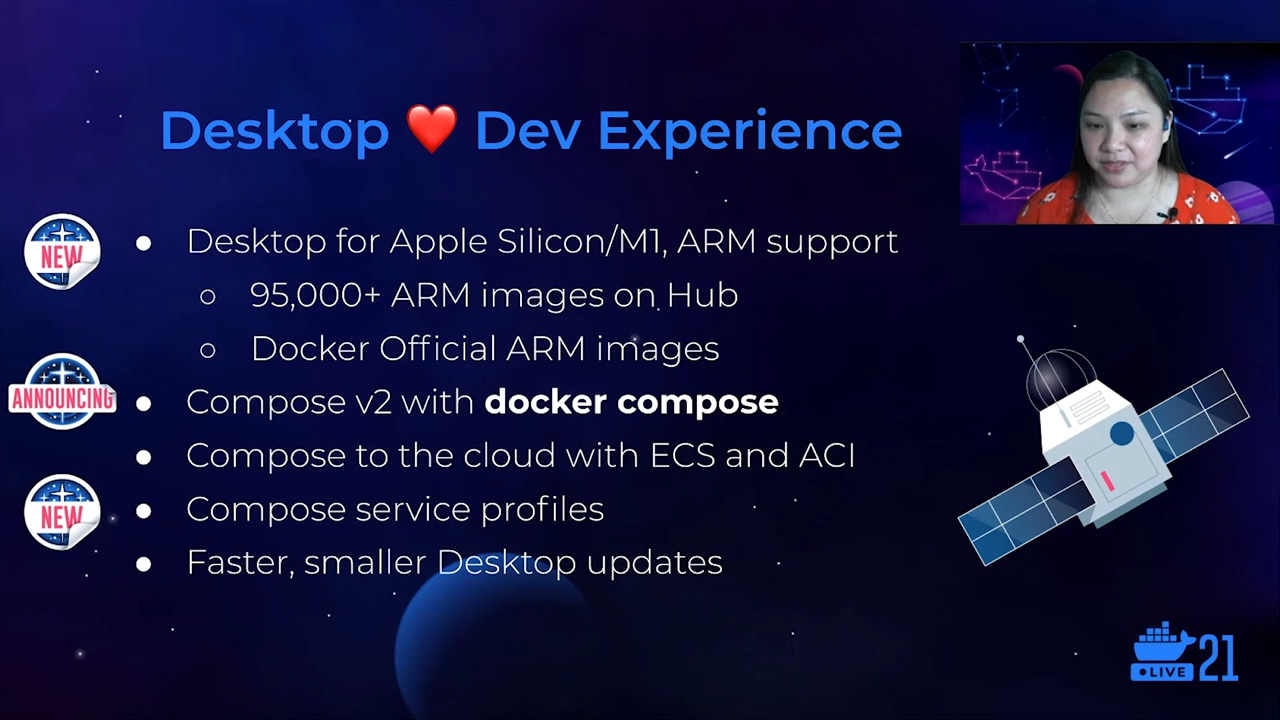 Desktop ❤️ Dev Experience
NEW
● Desktop for Apple Silicon/M1, ARM support
○ 95,000+ ARM images on Hub
○ Docker Official ARM images
ANNOUNCING
● Compose v2 with docker compose
● Compose to the cloud with ECS and ACI
NEW
● Compose service profiles
● Faster, smaller Desktop updates
LIVE 21